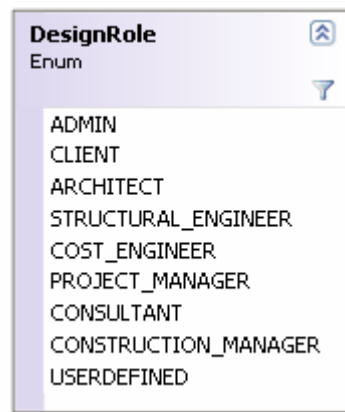 DesignRole
Enum
ADMIN
CLIENT
ARCHITECT
STRUCTURAL_ENGINEER
COST_ENGINEER
PROJECT_MANAGER
CONSULTANT
CONSTRUCTION_MANAGER
USERDEFINED